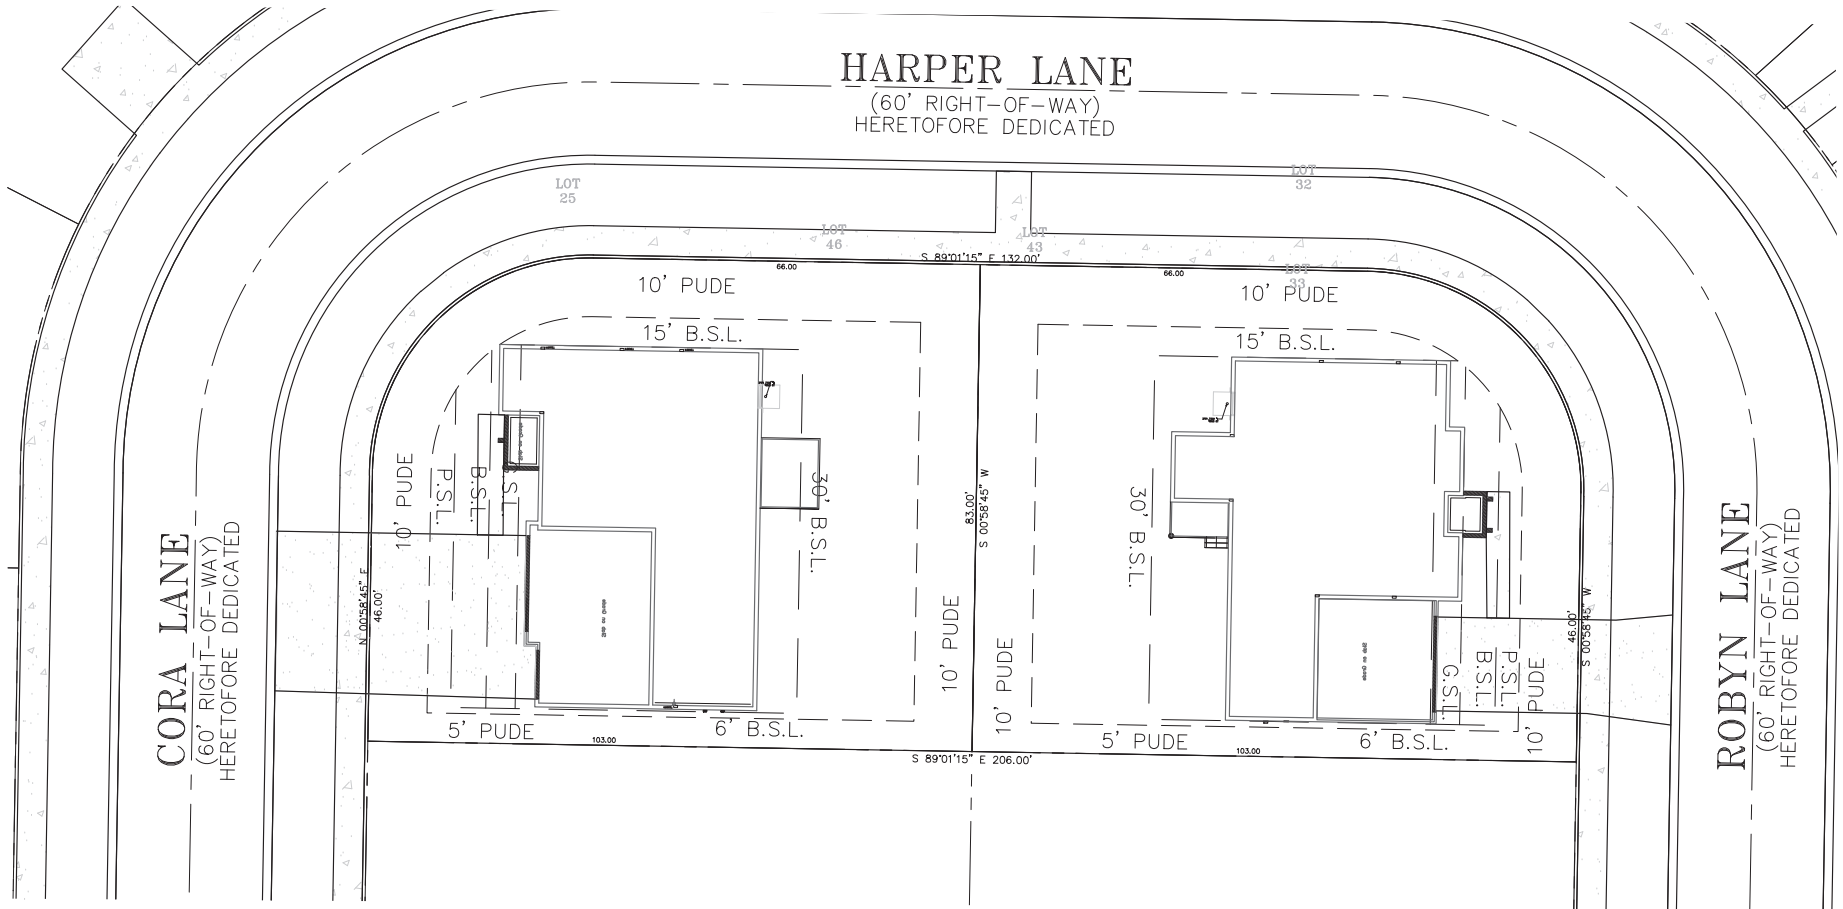 HARPER LANE
(60' RIGHT-OF-WAY)
HERETOFORE DEDICATED
LOT
25
LOT
32
LOT
46
LOT
43
S 89°01'15" E 132.00'
66.00
66.00
LOT
33
10' PUDE
10' PUDE
15' B.S.L.
15' B.S.L.
10' PUDE
P.S.L.
B.S.L.
30' B.S.L.
83.00'
S 00°58'45" W
30' B.S.L.
CORA LANE
(60' RIGHT-OF-WAY)
HERETOFORE DEDICATED
N 00°58'45" E
46.00'
10' PUDE
10' PUDE
Slab on Grade
G.S.L.
B.S.L.
P.S.L.
10' PUDE
46.00'
S 00°58'45" W
ROBYN LANE
(60' RIGHT-OF-WAY)
HERETOFORE DEDICATED
5' PUDE
6' B.S.L.
5' PUDE
6' B.S.L.
103.00
103.00
S 89°01'15" E 206.00'